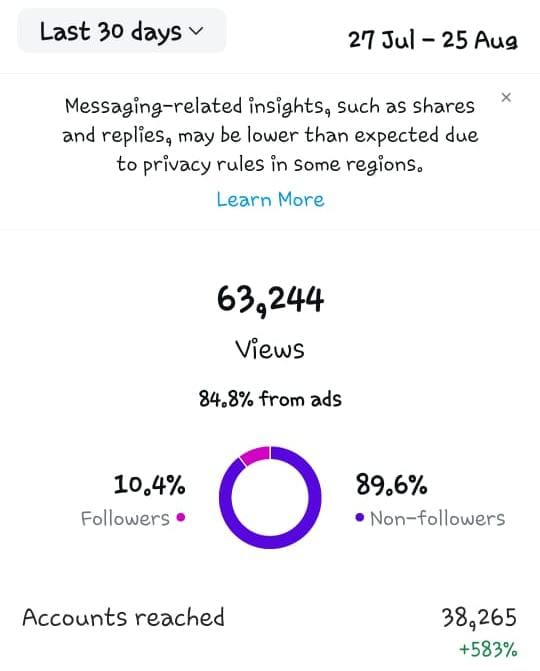 Last 30 days
27 Jul – 25 Aug
Messaging-related insights, such as shares
and replies, may be lower than expected due
to privacy rules in some regions.
Learn More
63,244
Views
84.8% from ads
10.4%
Followers
89.6%
Non-followers
Accounts reached
38,265
+583%